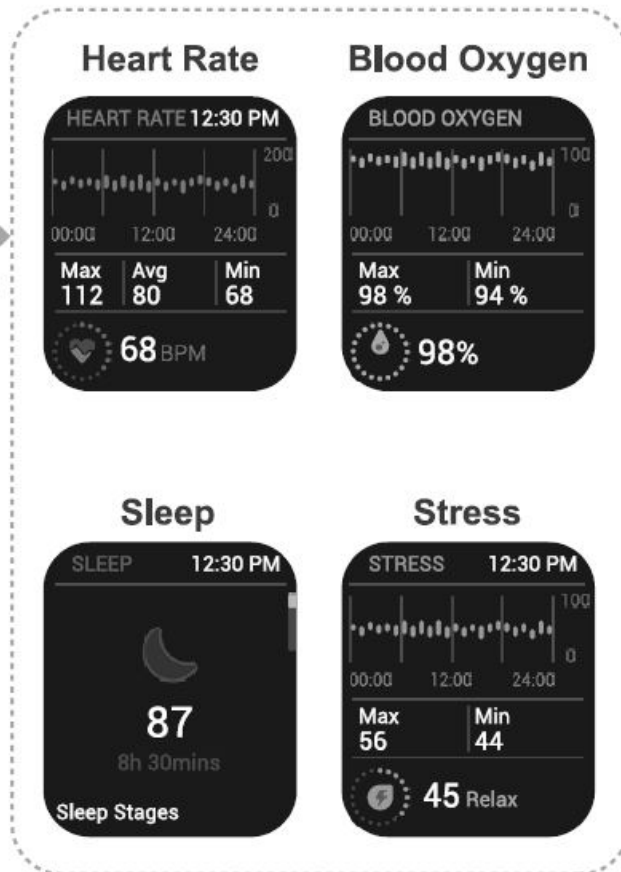 Heart Rate
HEART RATE 12:30 PM
200
0
00:00 12:00 24:00
Max Avg Min
112 80 68
68 BPM
Blood Oxygen
BLOOD OXYGEN
100
0
00:00 12:00 24:00
Max Min
98 % 94 %
98%
Sleep
SLEEP 12:30 PM
87
8h 30mins
Sleep Stages
Stress
STRESS 12:30 PM
100
0
00:00 12:00 24:00
Max Min
56 44
45 Relax